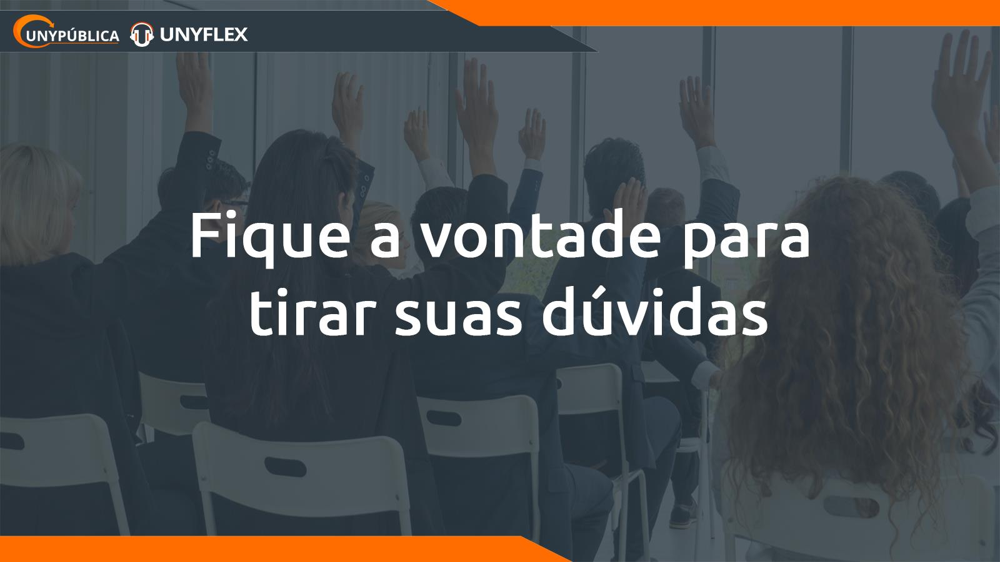 UNYPÚBLICA UNYFLEX
Fique a vontade para
tirar suas dúvidas